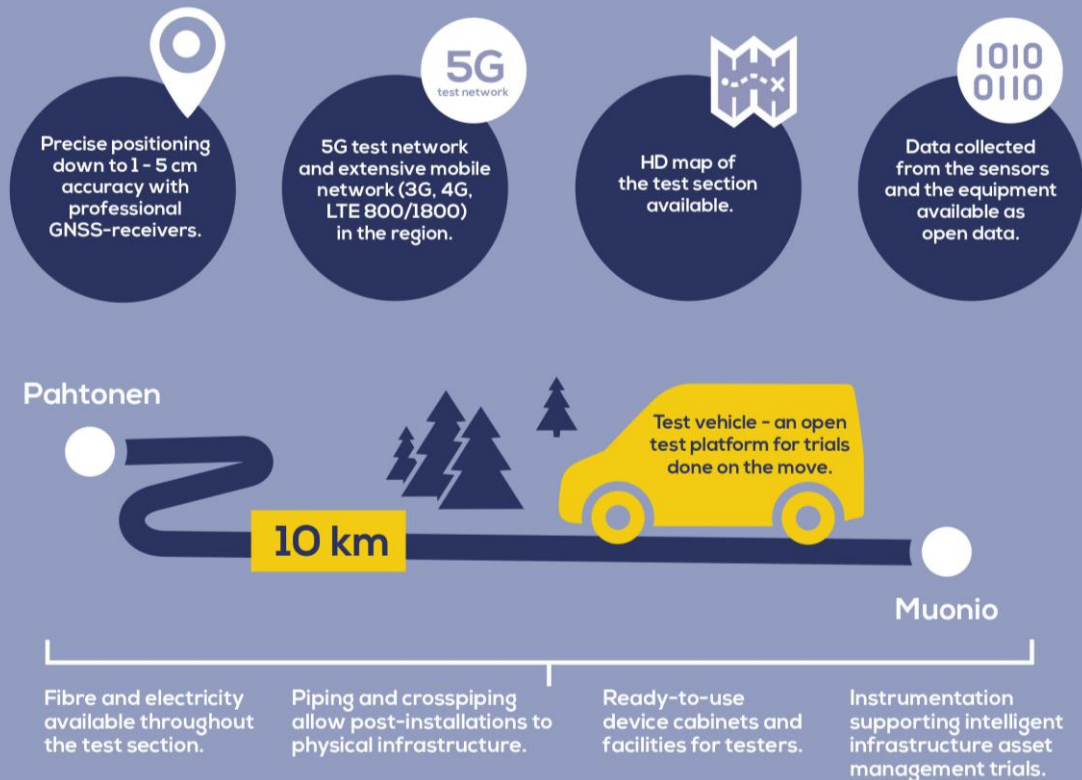 5G
test network
1010
0110
Precise positioning
down to 1 - 5 cm
accuracy with
professional
GNSS-receivers.
5G test network
and extensive mobile
network (3G, 4G,
LTE 800/1800)
in the region.
HD map of
the test section
available.
Data collected
from the sensors
and the equipment
available as
open data.
Pahtonen
Test vehicle - an open
test platform for trials
done on the move.
10 km
Muonio
Fibre and electricity
available throughout
the test section.
Piping and crosspiping
allow post-installations to
physical infrastructure.
Ready-to-use
device cabinets and
facilities for testers.
Instrumentation
supporting intelligent
infrastructure asset
management trials.